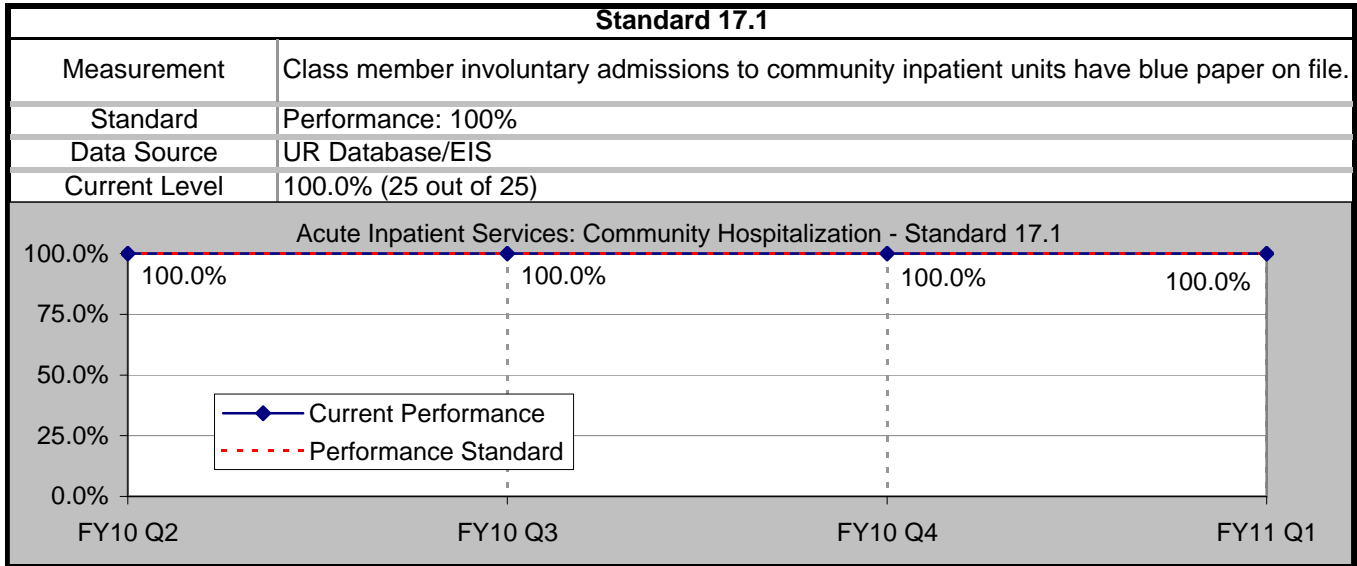 Standard 17.1
Measurement Class member involuntary admissions to community inpatient units have blue paper on file.
Standard Performance: 100%
Data Source UR Database/EIS
Current Level 100.0% (25 out of 25)
Acute Inpatient Services: Community Hospitalization - Standard 17.1
100.0%
100.0% 100.0% 100.0% 100.0%
75.0%
50.0%
Current Performance
25.0%
Performance Standard
0.0%
FY10 Q2 FY10 Q3 FY10 Q4 FY11 Q1